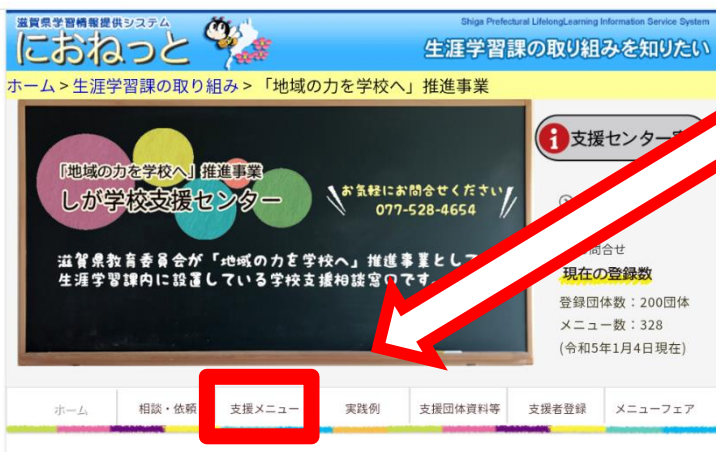 滋賀県学習情報提供システム
におねっと
Shiga Prefectural LifelongLearning Information Service System
生涯学習課の取り組みを知りたい
ホーム > 生涯学習課の取り組み > 「地域の力を学校へ」推進事業
「地域の力を学校へ」推進事業
しが学校支援センター
お気軽にお問合せください
077-528-4654
滋賀県教育委員会が「地域の力を学校へ」推進事業として
生涯学習課内に設置している学校支援相談窓口です。
支援センター
問合せ
現在の登録数
登録団体数：200団体
メニュー数：328
(令和5年1月4日現在)
ホーム
相談・依頼
支援メニュー
実践例
支援団体資料等
支援者登録
メニューフェア